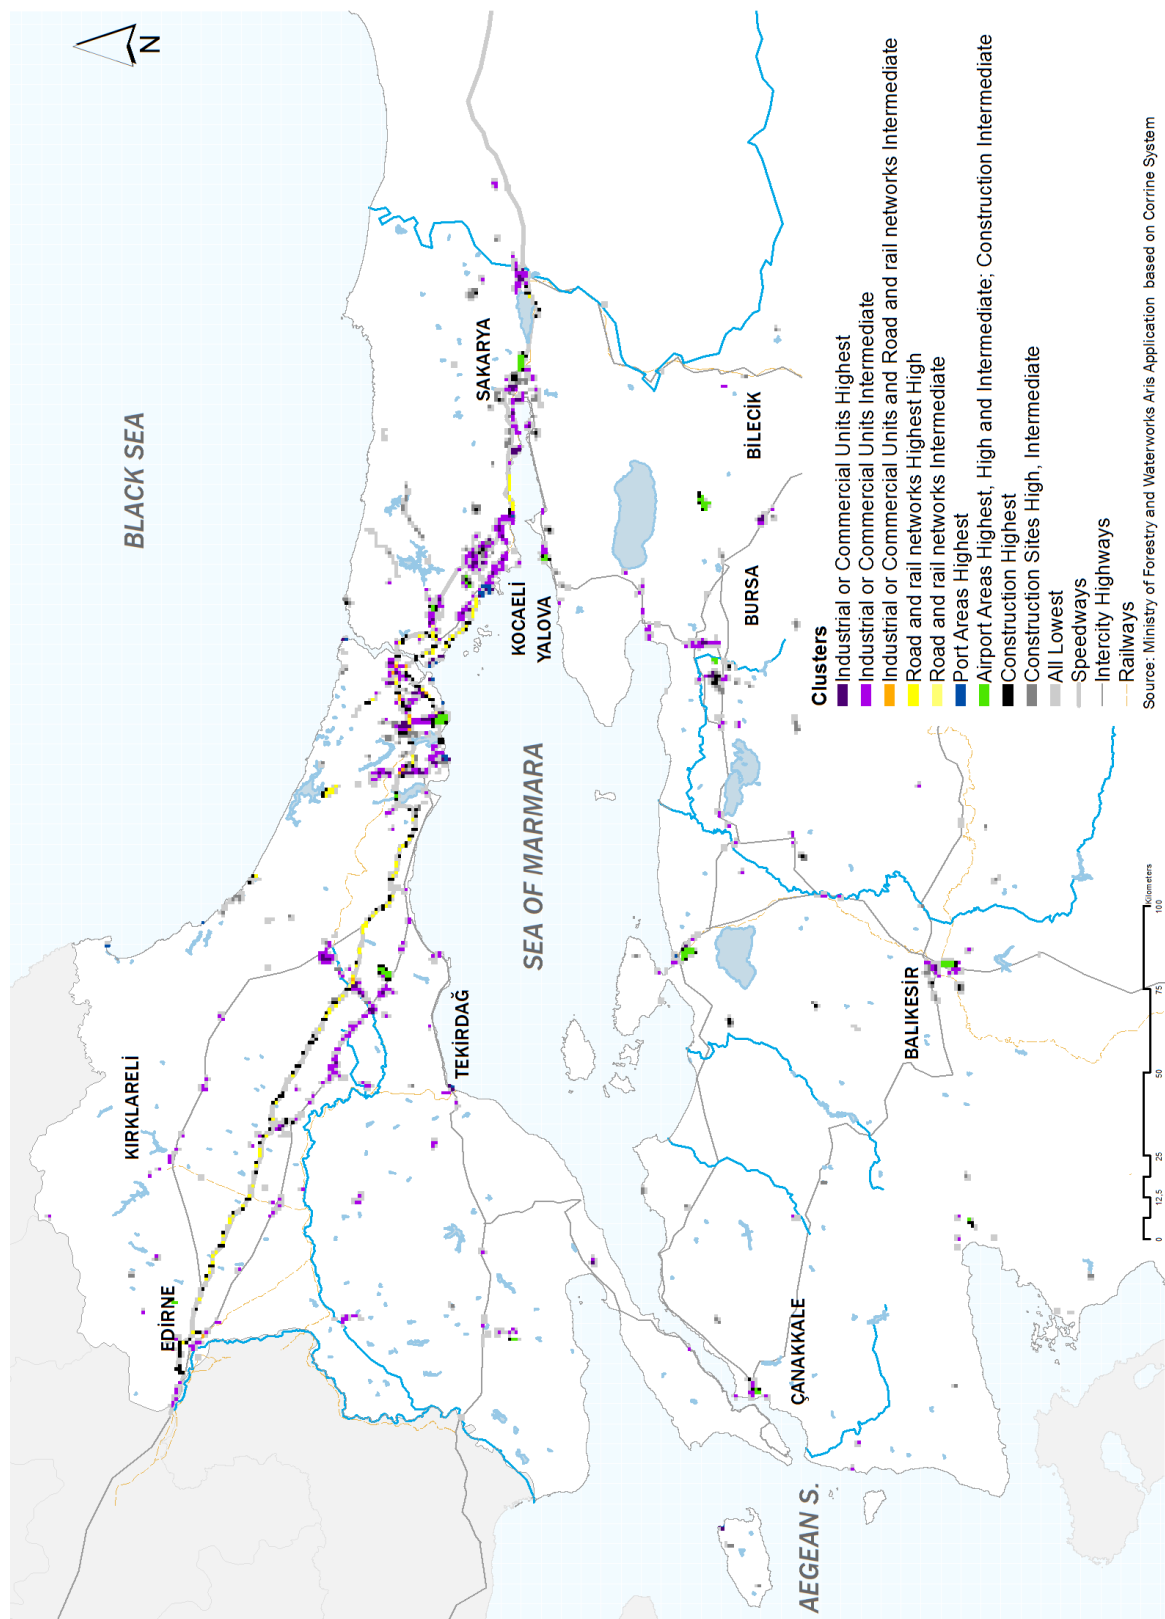 N
BLACK SEA
KIRKLARELİ
EDİRNE
TEKİRDAĞ
SAKARYA
KOCAELİ
YALOVA
SEA OF MARMARA
BİLECİK
BURSA
BALIKESİR
ÇANAKKALE
AEGEAN S.
Clusters
Industrial or Commercial Units Highest
Industrial or Commercial Units Intermediate
Industrial or Commercial Units and Road and rail networks Intermediate
Road and rail networks Highest High
Road and rail networks Intermediate
Port Areas Highest
Airport Areas Highest, High and Intermediate; Construction Intermediate
Construction Highest
Construction Sites High, Intermediate
All Lowest
Speedways
Intercity Highways
Railways
Source: Ministry of Forestry and Waterworks Aris Application based on Corrine System
0 12,5 25 50 75 100
Kilometers